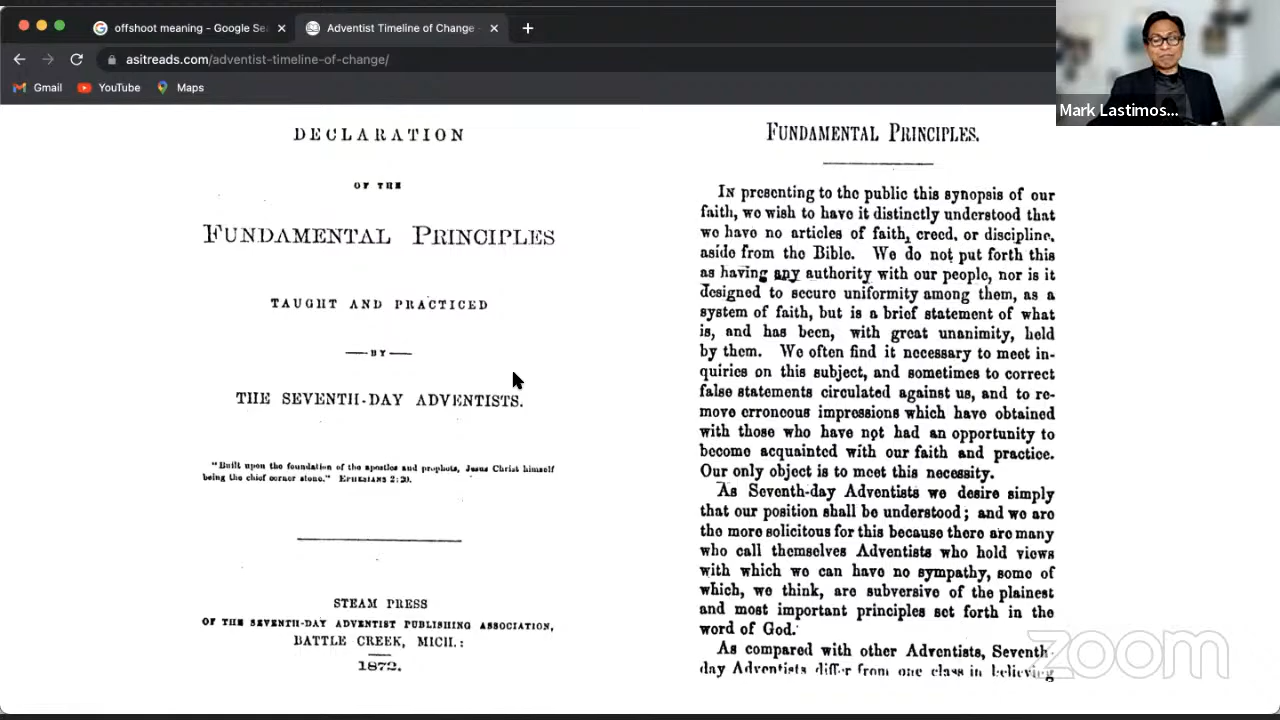 offshoot meaning - Google Se
Adventist Timeline of Change -
asitreads.com/adventist-timeline-of-change/
Gmail
YouTube
Maps
Mark Lastimos...
DECLARATION
OF THE
FUNDAMENTAL PRINCIPLES
TAUGHT AND PRACTICED
—BY—
THE SEVENTH-DAY ADVENTISTS.
"Built upon the foundation of the apostles and prophets, Jesus Christ himself
being the chief corner stone." EPHESIANS 2:20.
STEAM PRESS
OF THE SEVENTH-DAY ADVENTIST PUBLISHING ASSOCIATION,
BATTLE CREEK, MICH.:
1872.
FUNDAMENTAL PRINCIPLES.
IN presenting to the public this synopsis of our
faith, we wish to have it distinctly understood that
we have no articles of faith, creed, or discipline,
aside from the Bible. We do not put forth this
as having any authority with our people, nor is it
designed to secure uniformity among them, as a
system of faith, but is a brief statement of what
is, and has been, with great unanimity, held
by them. We often find it necessary to meet in-
quiries on this subject, and sometimes to correct
false statements circulated against us, and to re-
move erroneous impressions which have obtained
with those who have not had an opportunity to
become acquainted with our faith and practice.
Our only object is to meet this necessity.
As Seventh-day Adventists we desire simply
that our position shall be understood; and we are
the more solicitous for this because there are many
who call themselves Adventists who hold views
with which we can have no sympathy, some of
which, we think, are subversive of the plainest
and most important principles set forth in the
word of God.
As compared with other Adventists, Seventh-
day Adventists differ from one class in believing
zoom